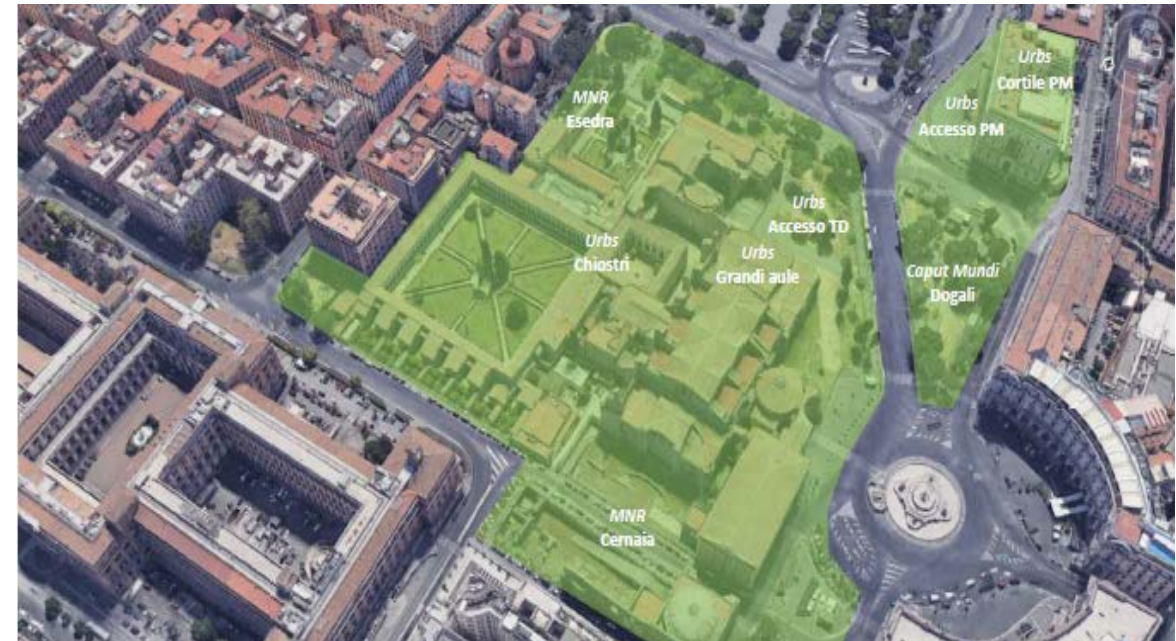 Urbs
Cortile PM
MNR
Esedra
Urbs
Accesso PM
Urbs
Accesso TD
Urbs
Chiostri
Urbs
Grandi aule
Caput Mundi
Dogali
MNR
Cernaia